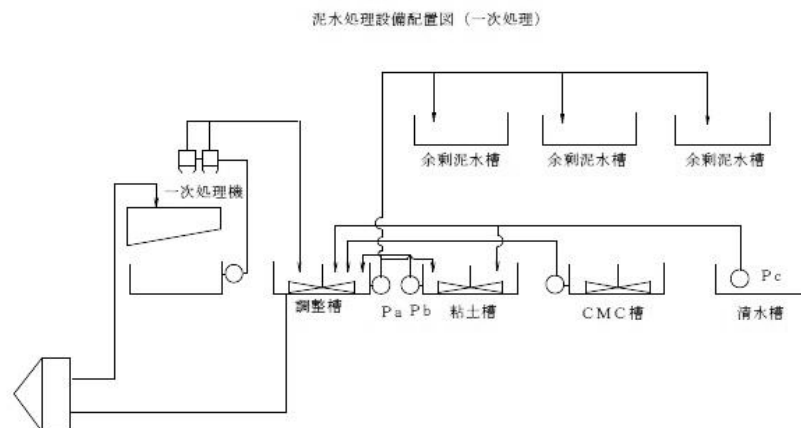 泥水処理設備配置図（一次処理）
余剰泥水槽
余剰泥水槽
余剰泥水槽
一次処理機
調整槽
Pa
Pb
粘土槽
CMC槽
Pc
清水槽